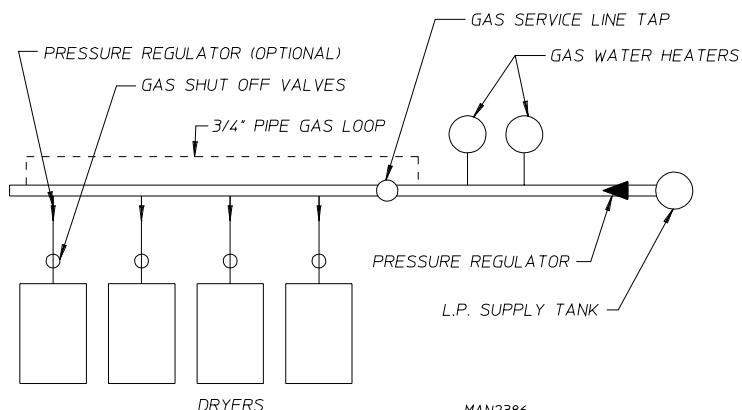 GAS SERVICE LINE TAP
PRESSURE REGULATOR (OPTIONAL)
GAS WATER HEATERS
GAS SHUT OFF VALVES
3/4" PIPE GAS LOOP
PRESSURE REGULATOR
L.P. SUPPLY TANK
DRYERS
MAN2386